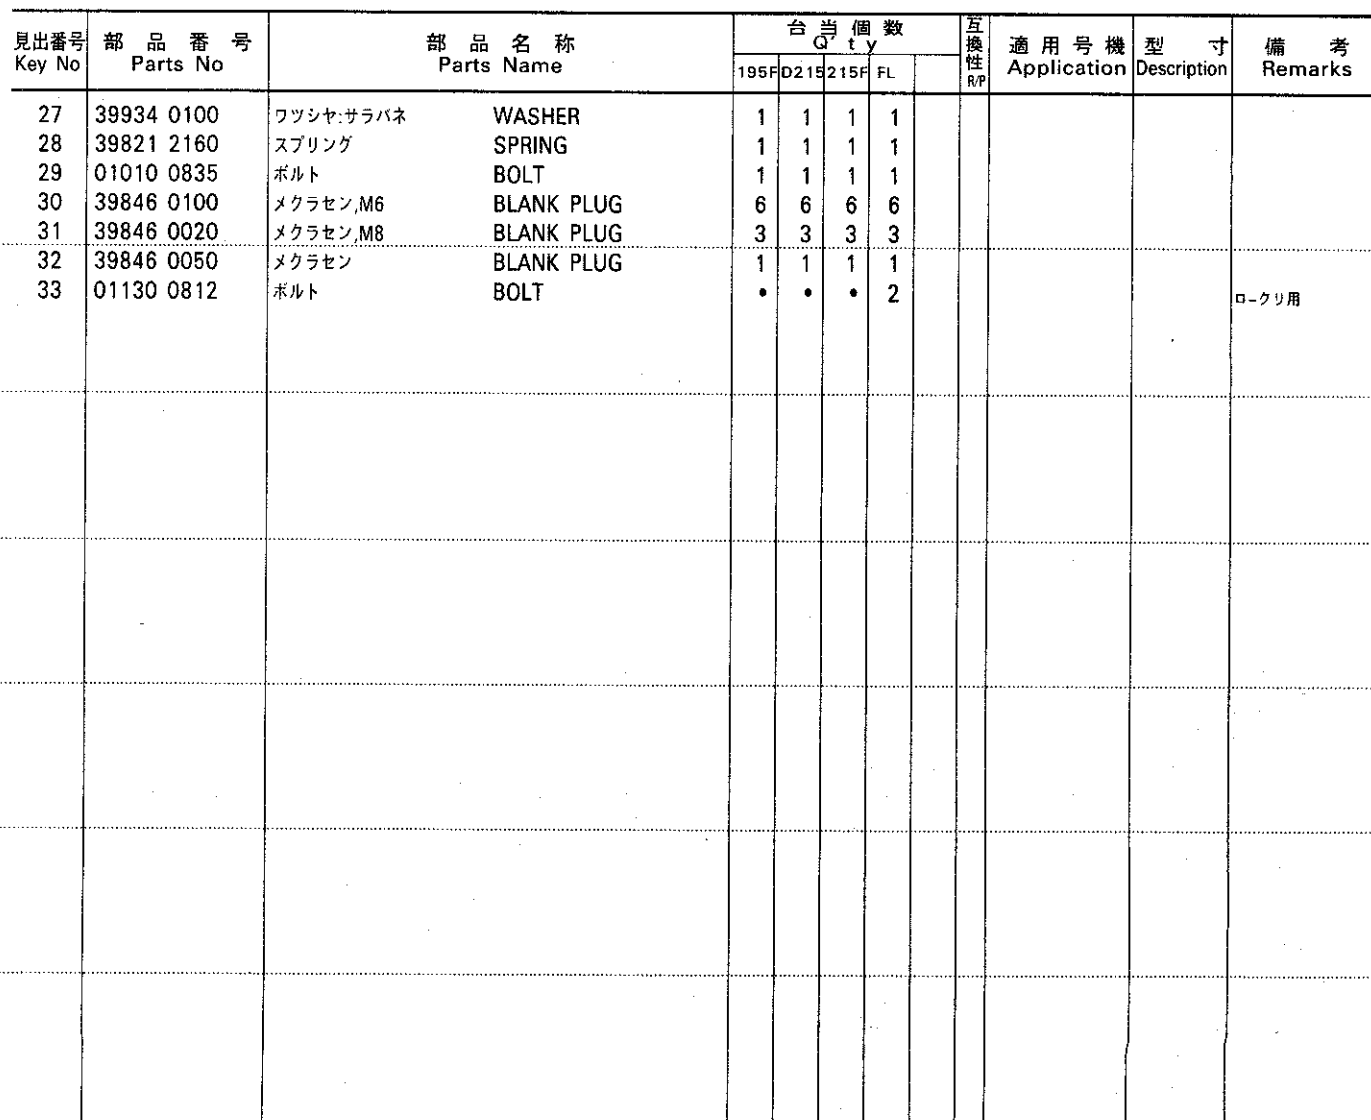 見出番号 部品番号 部品名称 台当個数 互換性 適用号機 型寸 備考
Key No Parts No Parts Name Q'ty R/P Application Description Remarks
195F D215 215F FL
27 39934 0100 ワツシヤ:サラバネ WASHER 1 1 1 1
28 39821 2160 スプリング SPRING 1 1 1 1
29 01010 0835 ボルト BOLT 1 1 1 1
30 39846 0100 メクラセン,M6 BLANK PLUG 6 6 6 6
31 39846 0020 メクラセン,M8 BLANK PLUG 3 3 3 3
32 39846 0050 メクラセン BLANK PLUG 1 1 1 1
33 01130 0812 ボルト BOLT • • • 2 ロークリ用